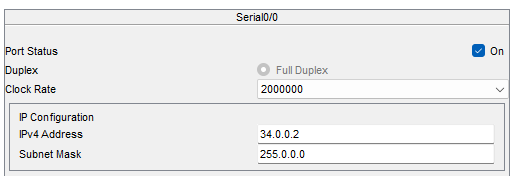 Serial0/0
Port Status On
Duplex Full Duplex
Clock Rate 2000000
IP Configuration
IPv4 Address 34.0.0.2
Subnet Mask 255.0.0.0